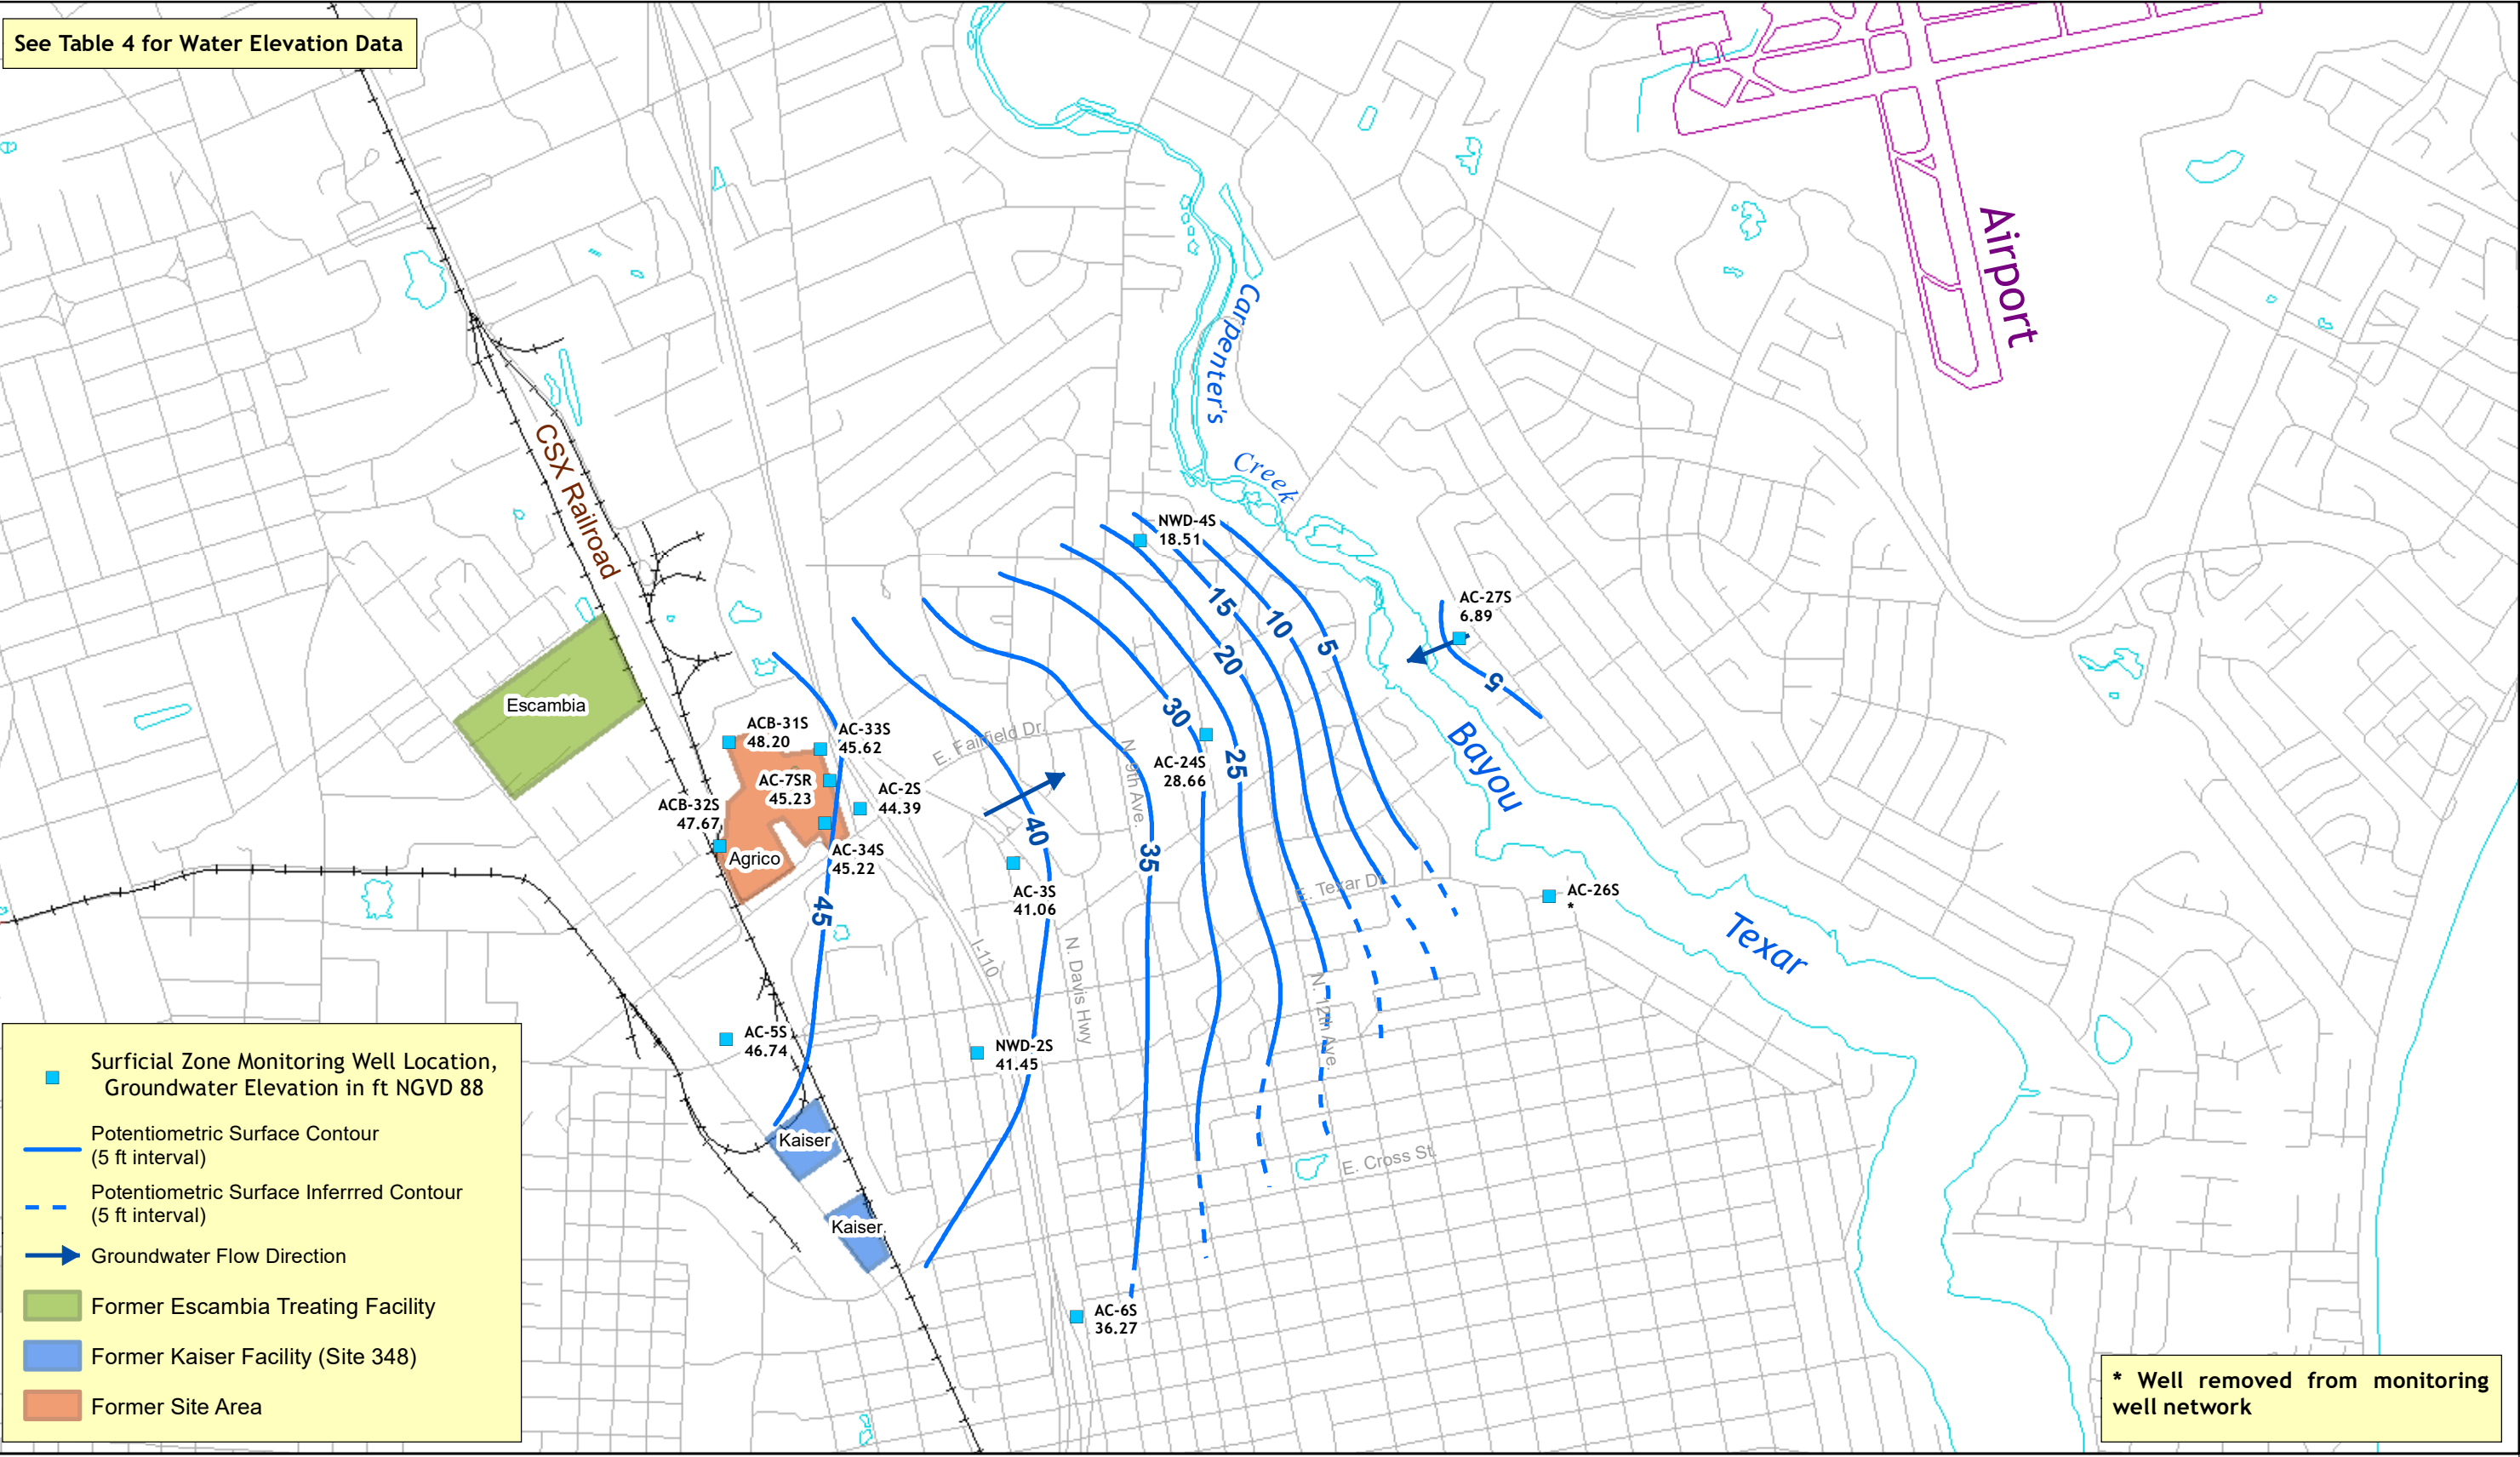 See Table 4 for Water Elevation Data
Airport
Carpenter's
Creek
CSX Railroad
NWD-4S
18.51
AC-27S
6.89
15
10
5
20
5
30
25
40
35
45
Escambia
ACB-31S
48.20
AC-33S
45.62
E. Fairfield Dr.
N. 9th Ave.
AC-24S
28.66
Bayou
AC-7SR
45.23
AC-2S
44.39
ACB-32S
47.67
Agrico
AC-34S
45.22
AC-3S
41.06
E. Texar Dr.
AC-26S
*
Texar
I-110
N. Davis Hwy
N. 12th Ave.
AC-5S
46.74
NWD-2S
41.45
Kaiser
Kaiser
E. Cross St.
AC-6S
36.27
Surficial Zone Monitoring Well Location,
Groundwater Elevation in ft NGVD 88
Potentiometric Surface Contour
(5 ft interval)
Potentiometric Surface Inferrred Contour
(5 ft interval)
Groundwater Flow Direction
Former Escambia Treating Facility
Former Kaiser Facility (Site 348)
Former Site Area
* Well removed from monitoring
well network